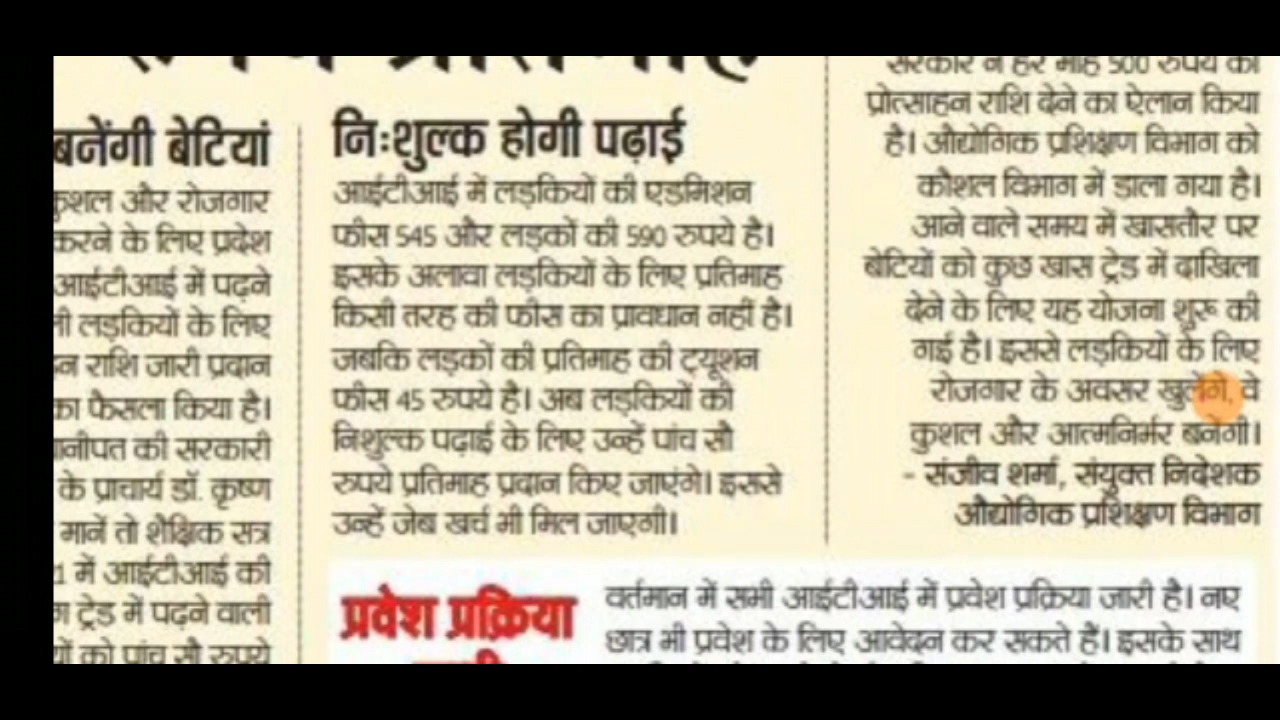 बनेंगी बेटियां
कुशल और रोजगार
करने के लिए प्रदेश
आईटीआई में पढ़ने
लड़कियों के लिए
राशि जारी प्रदान
का फैसला किया है।
पानीपत की सरकारी
के प्राचार्य डॉ. कृष्ण
मानें तो शैक्षिक सत्र
1 में आईटीआई की
ट्रेड में पढ़ने वाली
को पांच सौ रुपये
निःशुल्क होगी पढ़ाई
आईटीआई में लड़कियों की एडमिशन
फीस 545 और लड़कों की 590 रुपये है।
इसके अलावा लड़कियों के लिए प्रतिमाह
किसी तरह की फीस का प्रावधान नहीं है।
जबकि लड़कों की प्रतिमाह की ट्यूशन
फीस 45 रुपये है। अब लड़कियों को
निशुल्क पढ़ाई के लिए उन्हें पांच सौ
रुपये प्रतिमाह प्रदान किए जाएंगे। इससे
उन्हें जेब खर्च भी मिल जाएगी।
सरकार ने हर माह 500 रुपये की
प्रोत्साहन राशि देने का ऐलान किया
है। औद्योगिक प्रशिक्षण विभाग को
कौशल विभाग में डाला गया है।
आने वाले समय में खासतौर पर
बेटियों को कुछ खास ट्रेड में दाखिला
देने के लिए यह योजना शुरू की
गई है। इससे लड़कियों के लिए
रोजगार के अवसर खुलेंगे, वे
कुशल और आत्मनिर्भर बनेंगी।
- संजीव शर्मा, संयुक्त निदेशक
औद्योगिक प्रशिक्षण विभाग
प्रवेश प्रक्रिया
वर्तमान में सभी आईटीआई में प्रवेश प्रक्रिया जारी है। नए
छात्र भी प्रवेश के लिए आवेदन कर सकते हैं। इसके साथ